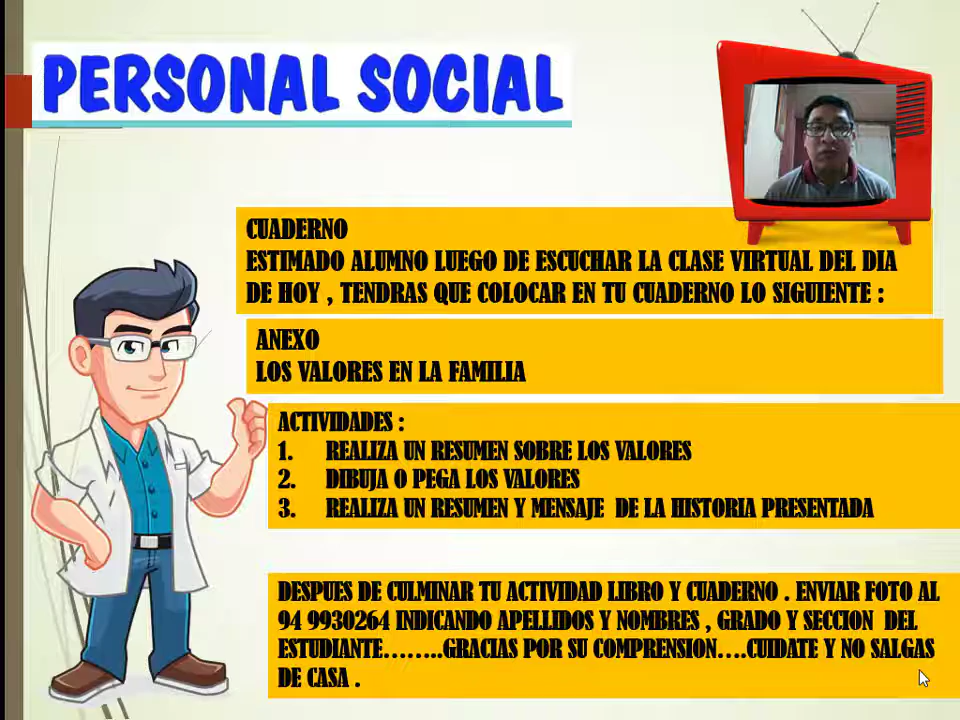 PERSONAL SOCIAL
CUADERNO
ESTIMADO ALUMNO LUEGO DE ESCUCHAR LA CLASE VIRTUAL DEL DIA
DE HOY , TENDRAS QUE COLOCAR EN TU CUADERNO LO SIGUIENTE :
ANEXO
LOS VALORES EN LA FAMILIA
ACTIVIDADES :
1. REALIZA UN RESUMEN SOBRE LOS VALORES
2. DIBUJA O PEGA LOS VALORES
3. REALIZA UN RESUMEN Y MENSAJE DE LA HISTORIA PRESENTADA
DESPUES DE CULMINAR TU ACTIVIDAD LIBRO Y CUADERNO . ENVIAR FOTO AL
94 9930264 INDICANDO APELLIDOS Y NOMBRES , GRADO Y SECCION DEL
ESTUDIANTE........GRACIAS POR SU COMPRENSION....CUIDATE Y NO SALGAS
DE CASA .